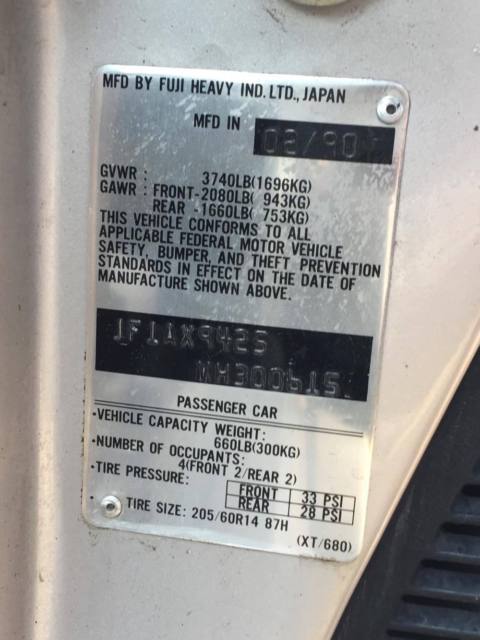 MFD BY FUJI HEAVY IND. LTD., JAPAN
MFD IN 02/90
GVWR : 3740LB(1696KG)
GAWR : FRONT-2080LB( 943KG)
REAR -1660LB( 753KG)
THIS VEHICLE CONFORMS TO ALL
APPLICABLE FEDERAL MOTOR VEHICLE
SAFETY, BUMPER, AND THEFT PREVENTION
STANDARDS IN EFFECT ON THE DATE OF
MANUFACTURE SHOWN ABOVE.
JF1AX9425
MH300615
PASSENGER CAR
•VEHICLE CAPACITY WEIGHT:
660LB(300KG)
•NUMBER OF OCCUPANTS:
4(FRONT 2/REAR 2)
•TIRE PRESSURE: FRONT 33 PSI
REAR 28 PSI
• TIRE SIZE: 205/60R14 87H
(XT/680)